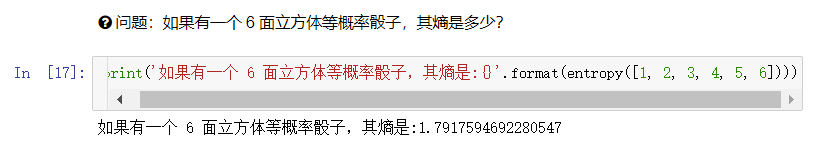 问题：如果有一个 6 面立方体等概率骰子，其熵是多少？
In [17]: print('如果有一个 6 面立方体等概率骰子，其熵是:{}'.format(entropy([1, 2, 3, 4, 5, 6])))
如果有一个 6 面立方体等概率骰子，其熵是:1.7917594692280547